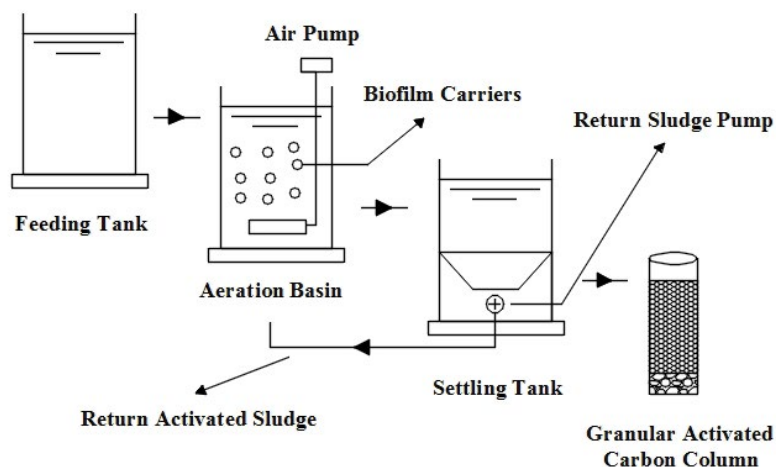 Air Pump
Biofilm Carriers
Return Sludge Pump
Feeding Tank
Aeration Basin
Settling Tank
Return Activated Sludge
Granular Activated
Carbon Column